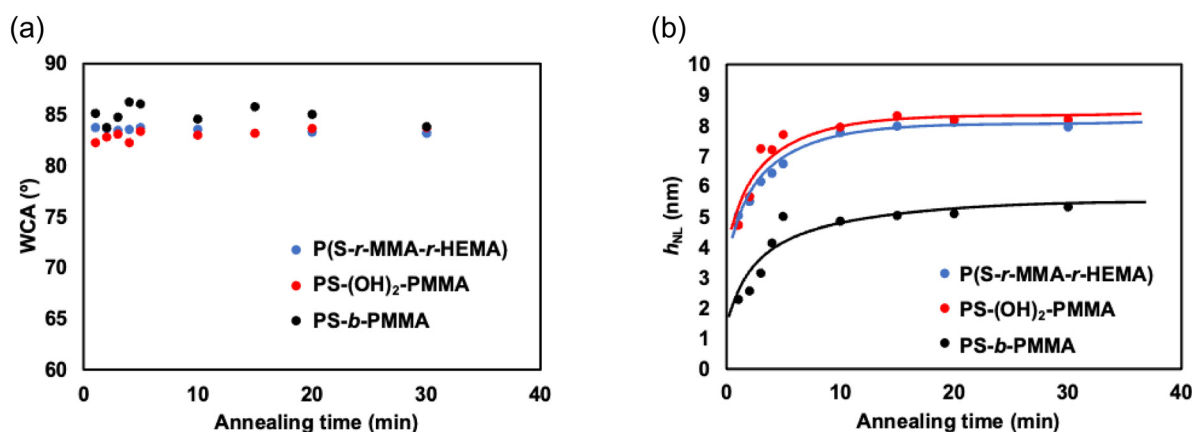 (a)
90
85
80
75
70
65
60
WCA (º)
P(S-r-MMA-r-HEMA)
PS-(OH)₂-PMMA
PS-b-PMMA
0 10 20 30 40
Annealing time (min)
(b)
10
9
8
7
6
5
4
3
2
1
0
hNL (nm)
P(S-r-MMA-r-HEMA)
PS-(OH)₂-PMMA
PS-b-PMMA
0 10 20 30 40
Annealing time (min)